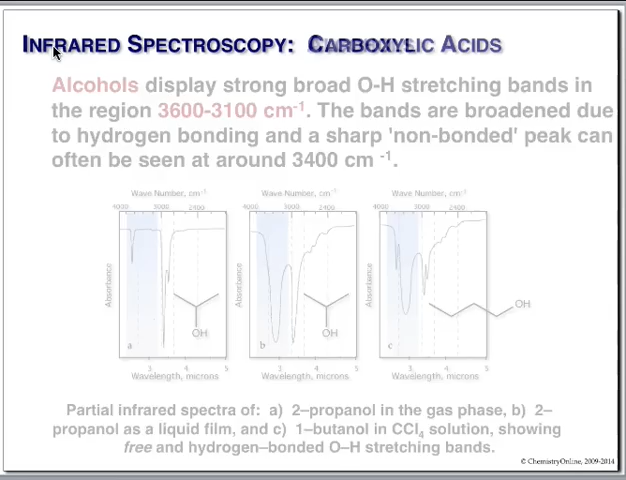 INFRARED SPECTROSCOPY: CARBOXYLIC ACIDS
Alcohols display strong broad O-H stretching bands in
the region 3600-3100 cm-1. The bands are broadened due
to hydrogen bonding and a sharp 'non-bonded' peak can
often be seen at around 3400 cm -1.
Wave Number, cm-1 Wave Number, cm-1 Wave Number, cm-1
4000 3000 2400 4000 3000 2400 4000 3000 2400
Absorbance Absorbance Absorbance
OH
OH OH
a b c
3 4 5 3 4 5 3 4 5
Wavelength, microns Wavelength, microns Wavelength, microns
Partial infrared spectra of: a) 2–propanol in the gas phase, b) 2–
propanol as a liquid film, and c) 1–butanol in CCl4 solution, showing
free and hydrogen–bonded O–H stretching bands.
© ChemistryOnline, 2009-2014